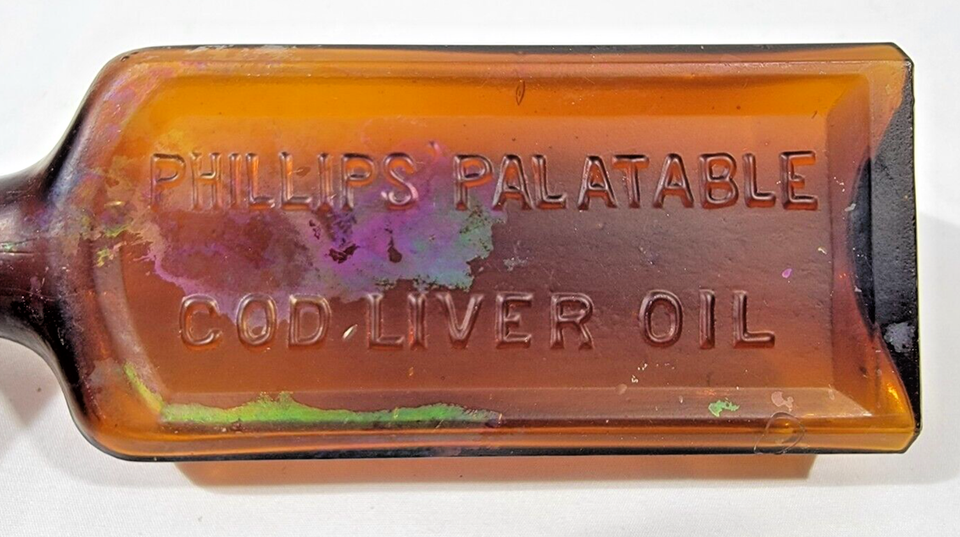 PHILLIPS' PALATABLE
COD LIVER OIL